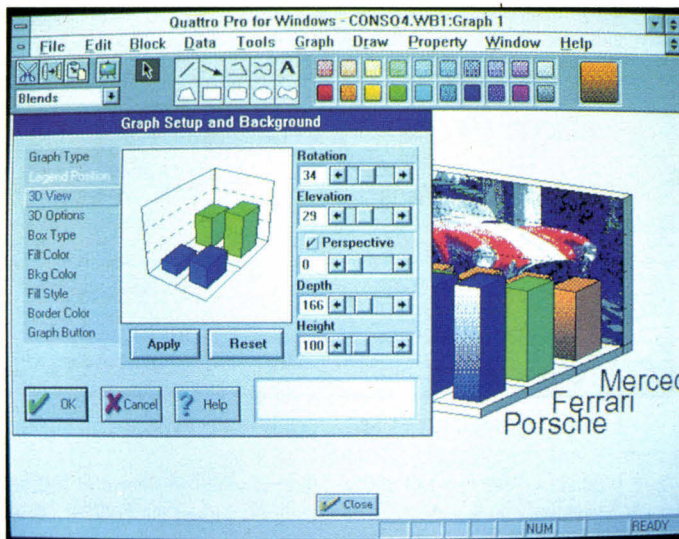 Quattro Pro for Windows - CONSO4.WB1:Graph 1
File Edit Block Data Tools Graph Draw Property Window Help
A
Blends
Graph Setup and Background
Graph Type
Legend Position
3D View
3D Options
Box Type
Fill Color
Bkg Color
Fill Style
Border Color
Graph Button
Apply
Reset
Rotation
34
Elevation
29
Perspective
0
Depth
166
Height
100
OK
Cancel
? Help
Merced
Ferrari
Porsche
Close
NUM
READY